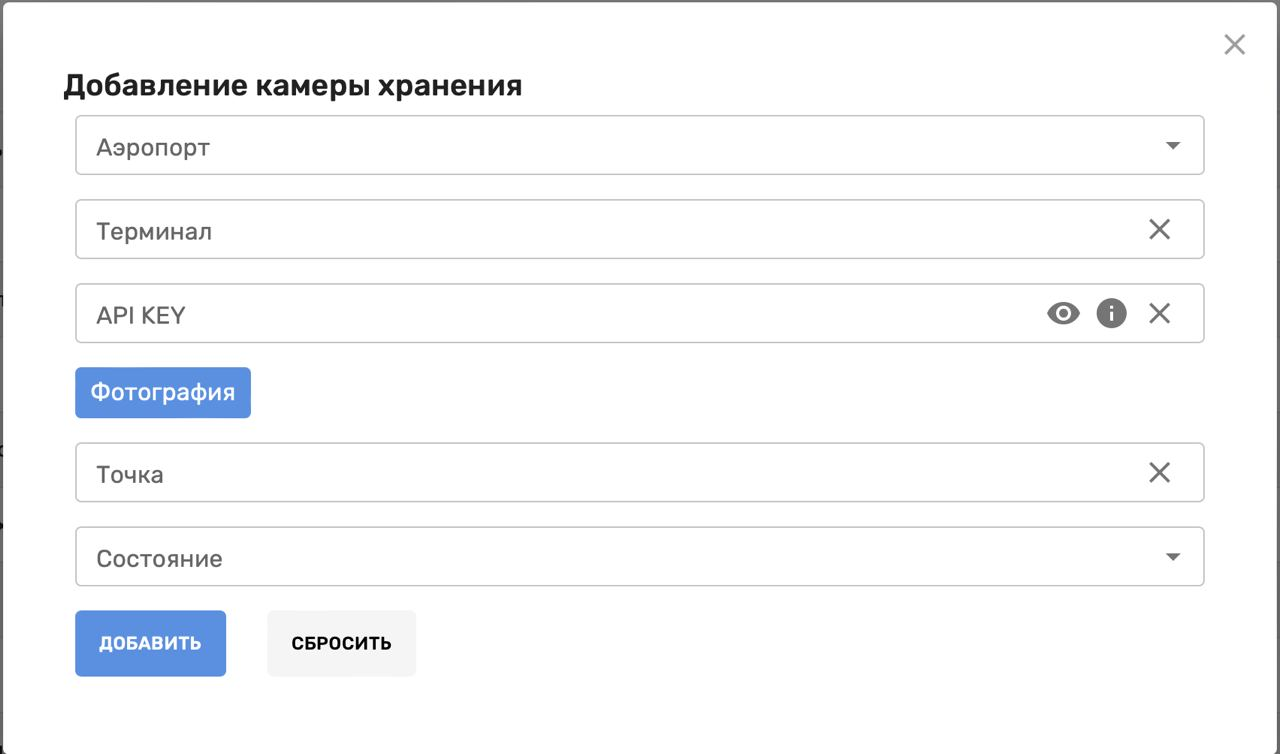 Добавление камеры хранения
Аэропорт
Терминал
API KEY
Фотография
Точка
Состояние
ДОБАВИТЬ СБРОСИТЬ